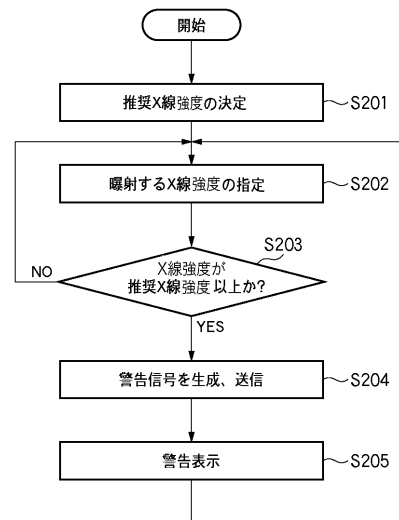 開始
推奨X線強度の決定
S201
曝射するX線強度の指定
S202
S203
X線強度が
推奨X線強度以上か?
NO
YES
警告信号を生成、送信
S204
警告表示
S205